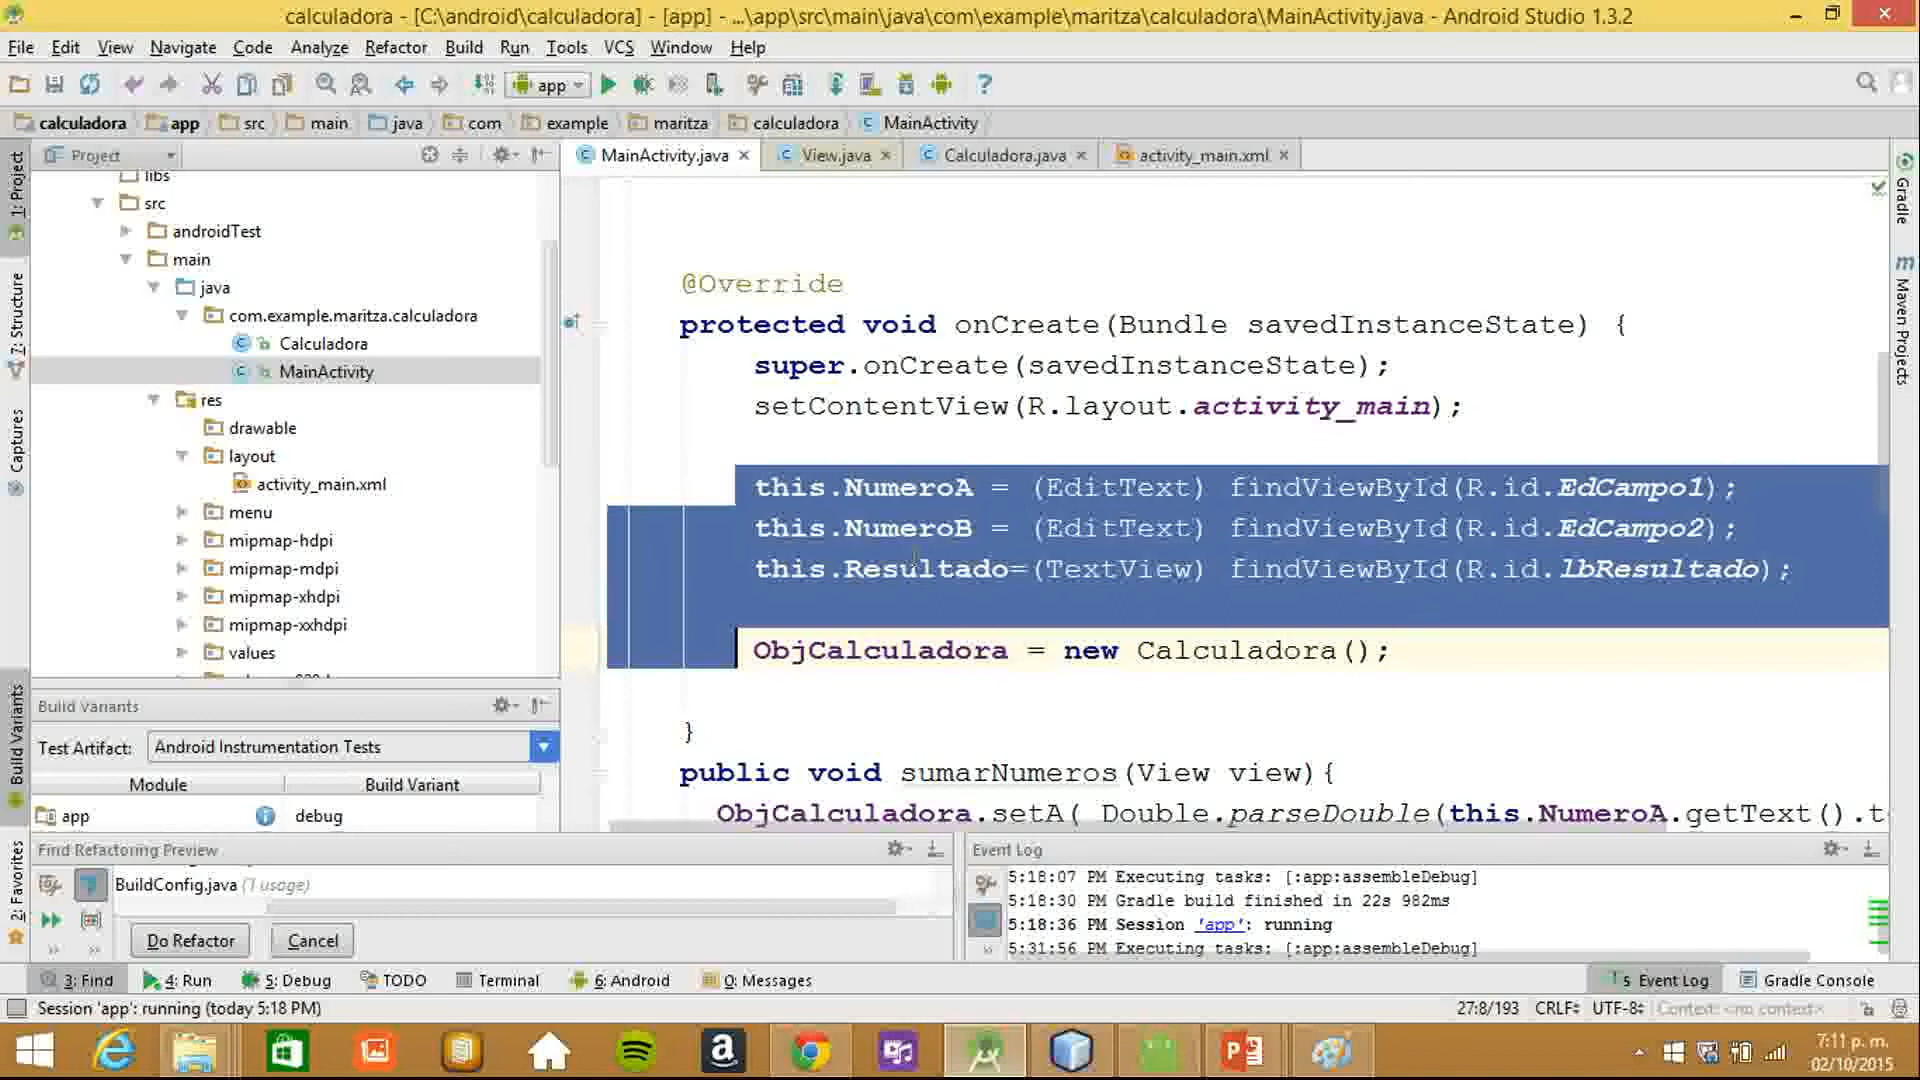 calculadora - [C:\android\calculadora] - [app] - ...\app\src\main\java\com\example\maritza\calculadora\MainActivity.java - Android Studio 1.3.2
File Edit View Navigate Code Analyze Refactor Build Run Tools VCS Window Help
app
calculadora app src main java com example maritza calculadora MainActivity
Project
MainActivity.java View.java Calculadora.java activity_main.xml
1: Project
7: Structure
Captures
Build Variants
2: Favorites
libs
src
androidTest
main
java
com.example.maritza.calculadora
Calculadora
MainActivity
res
drawable
layout
activity_main.xml
menu
mipmap-hdpi
mipmap-mdpi
mipmap-xhdpi
mipmap-xxhdpi
values
@Override
protected void onCreate(Bundle savedInstanceState) {
super.onCreate(savedInstanceState);
setContentView(R.layout.activity_main);
this.NumeroA = (EditText) findViewById(R.id.EdCampo1);
this.NumeroB = (EditText) findViewById(R.id.EdCampo2);
this.Resultado=(TextView) findViewById(R.id.lbResultado);
ObjCalculadora = new Calculadora();
}
public void sumarNumeros(View view){
ObjCalculadora.setA( Double.parseDouble(this.NumeroA.getText().t
Gradle
Maven Projects
Build Variants
Test Artifact: Android Instrumentation Tests
Module Build Variant
app debug
Find Refactoring Preview
BuildConfig.java (1 usage)
Do Refactor Cancel
Event Log
5:18:07 PM Executing tasks: [:app:assembleDebug]
5:18:30 PM Gradle build finished in 22s 982ms
5:18:36 PM Session 'app': running
5:31:56 PM Executing tasks: [:app:assembleDebug]
3: Find 4: Run 5: Debug TODO Terminal 6: Android 0: Messages 5 Event Log Gradle Console
Session 'app': running (today 5:18 PM) 27:8/193 CRLF UTF-8 Context: <no context>
7:11 p. m.
02/10/2015